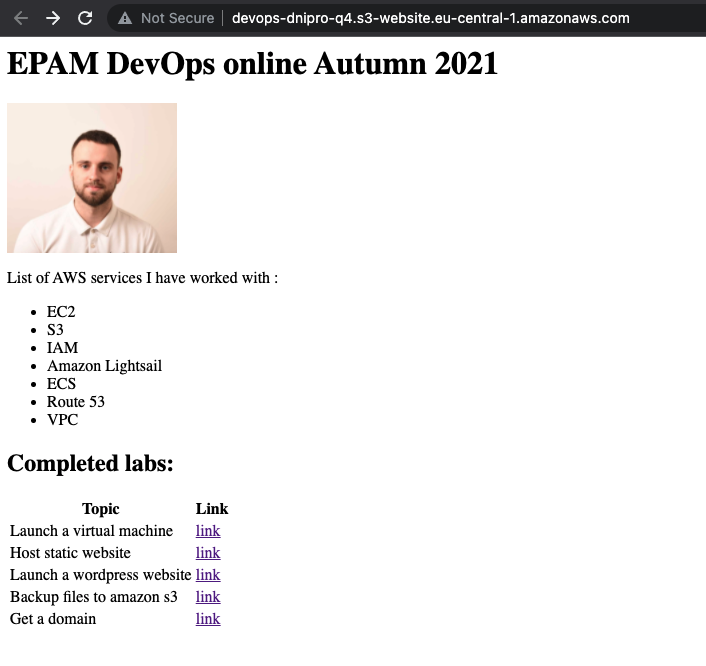 Not Secure | devops-dnipro-q4.s3-website.eu-central-1.amazonaws.com
EPAM DevOps online Autumn 2021
List of AWS services I have worked with :
• EC2
• S3
• IAM
• Amazon Lightsail
• ECS
• Route 53
• VPC
Completed labs:
Topic Link
Launch a virtual machine link
Host static website link
Launch a wordpress website link
Backup files to amazon s3 link
Get a domain link